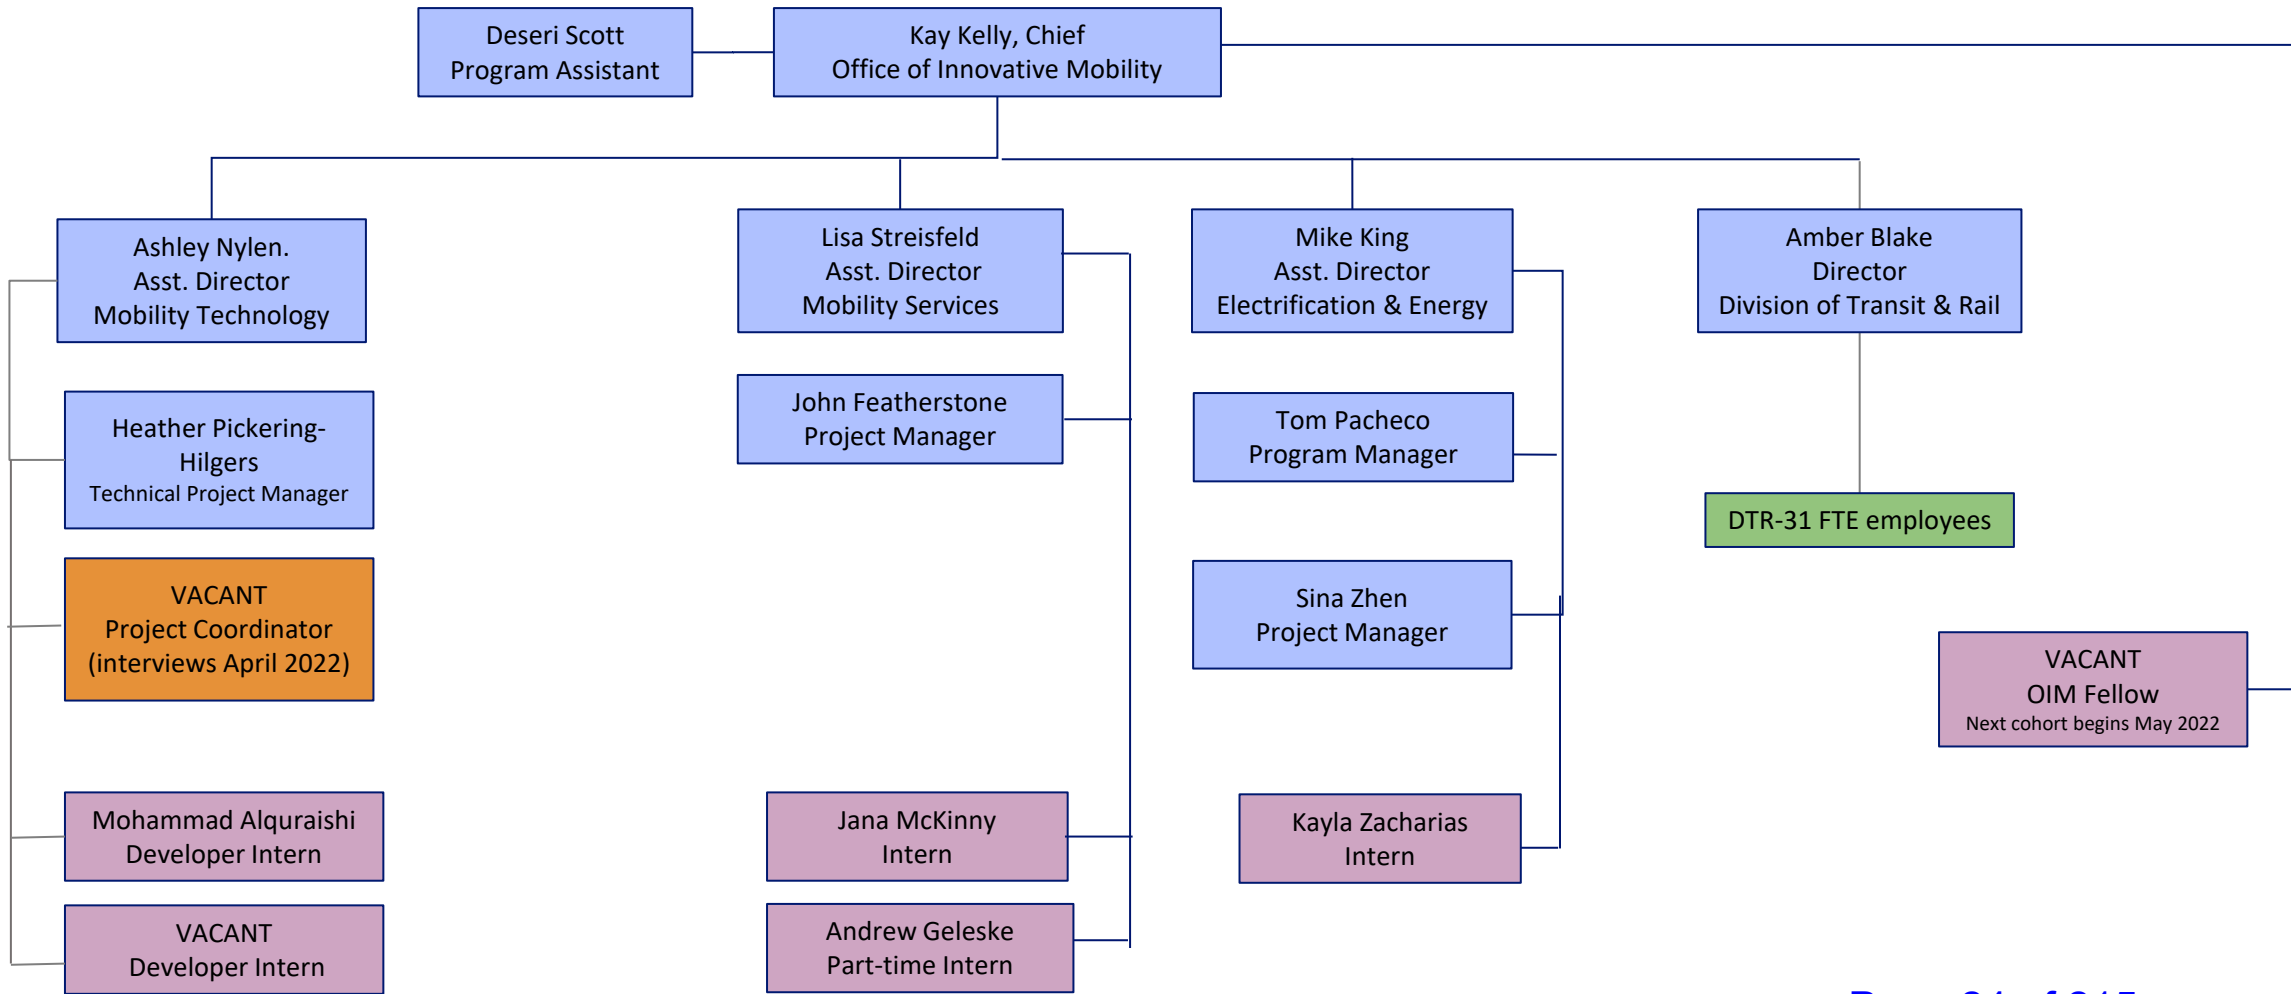 Deseri Scott
Program Assistant
Kay Kelly, Chief
Office of Innovative Mobility
Ashley Nylen.
Asst. Director
Mobility Technology
Lisa Streisfeld
Asst. Director
Mobility Services
Mike King
Asst. Director
Electrification & Energy
Amber Blake
Director
Division of Transit & Rail
Heather Pickering-
Hilgers
Technical Project Manager
John Featherstone
Project Manager
Tom Pacheco
Program Manager
DTR-31 FTE employees
VACANT
Project Coordinator
(interviews April 2022)
Sina Zhen
Project Manager
VACANT
OIM Fellow
Next cohort begins May 2022
Mohammad Alquraishi
Developer Intern
Jana McKinny
Intern
Kayla Zacharias
Intern
VACANT
Developer Intern
Andrew Geleske
Part-time Intern